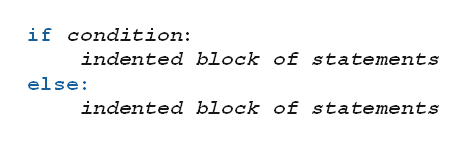 if condition:
    indented block of statements
else:
    indented block of statements